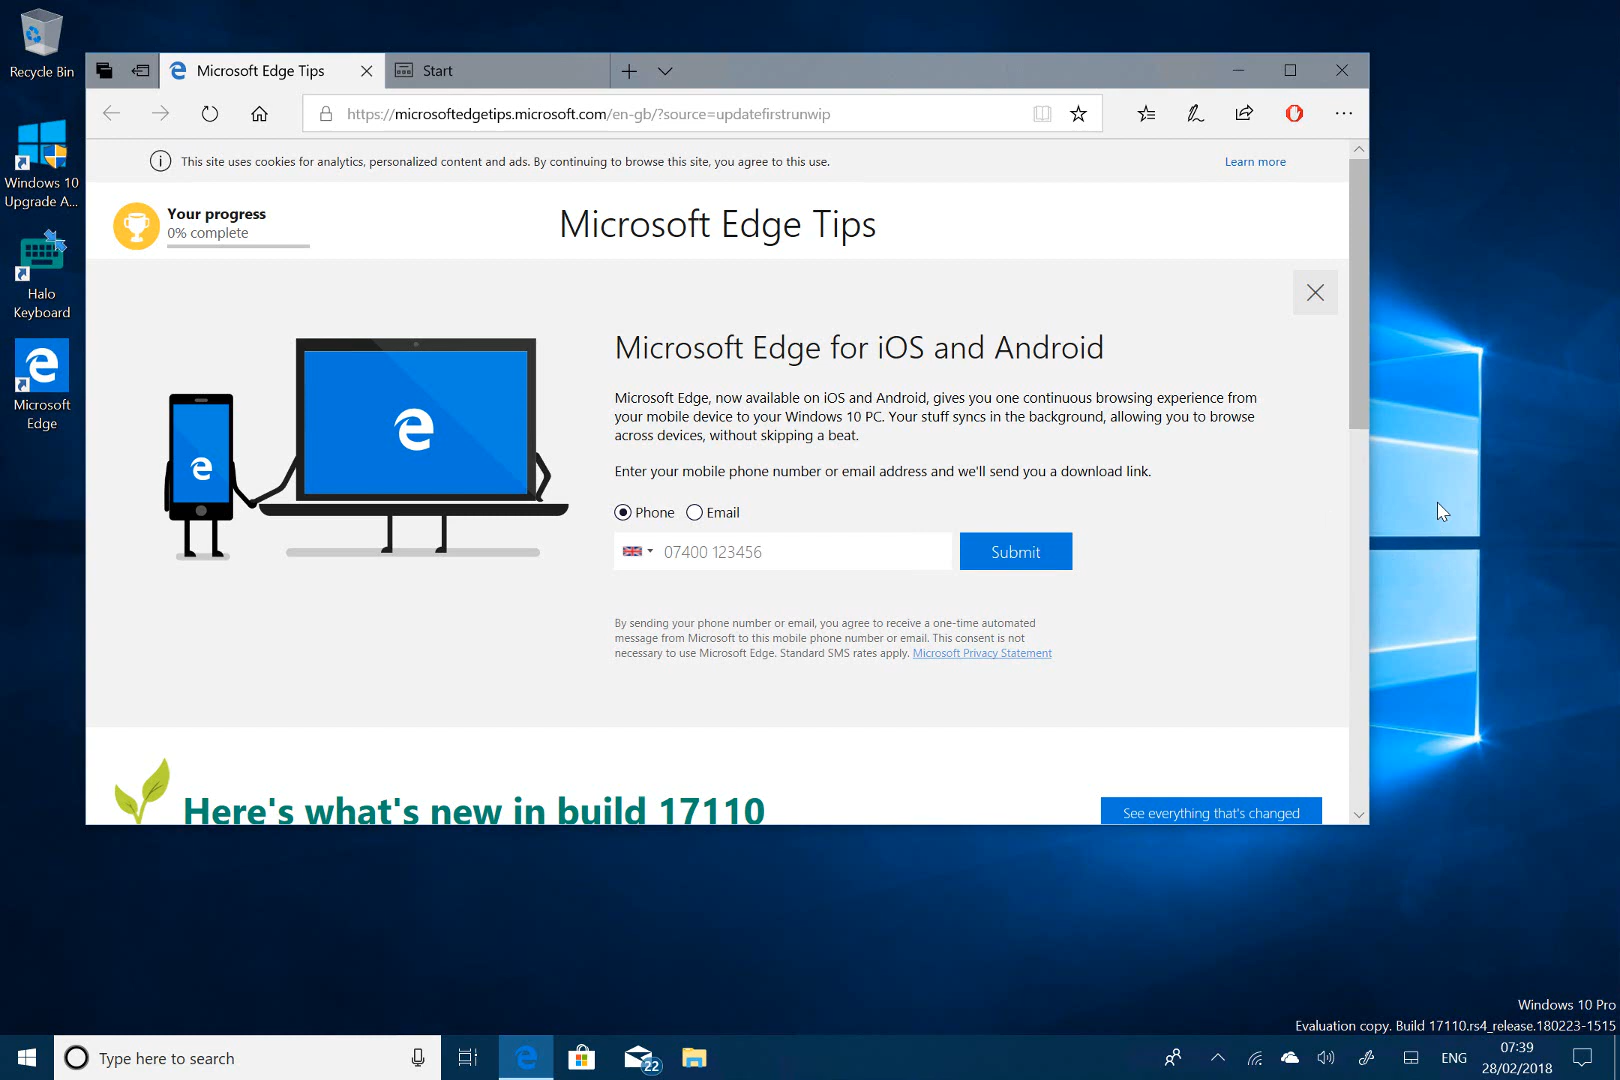 Recycle Bin
Windows 10
Upgrade A...
Halo
Keyboard
Microsoft
Edge
Microsoft Edge Tips
Start
https://microsoftedgetips.microsoft.com/en-gb/?source=updatefirstrunwip
This site uses cookies for analytics, personalized content and ads. By continuing to browse this site, you agree to this use.
Learn more
Your progress
0% complete
Microsoft Edge Tips
Microsoft Edge for iOS and Android
Microsoft Edge, now available on iOS and Android, gives you one continuous browsing experience from
your mobile device to your Windows 10 PC. Your stuff syncs in the background, allowing you to browse
across devices, without skipping a beat.
Enter your mobile phone number or email address and we'll send you a download link.
Phone
Email
07400 123456
Submit
By sending your phone number or email, you agree to receive a one-time automated
message from Microsoft to this mobile phone number or email. This consent is not
necessary to use Microsoft Edge. Standard SMS rates apply. Microsoft Privacy Statement
Here's what's new in build 17110
See everything that's changed
Windows 10 Pro
Evaluation copy. Build 17110.rs4_release.180223-1515
Type here to search
22
ENG
07:39
28/02/2018